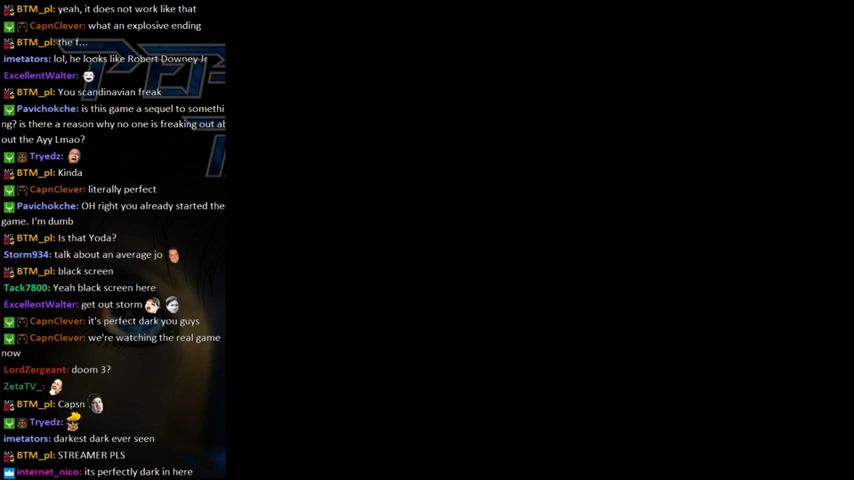 BTM_pl: yeah, it does not work like that
CapnClever: what an explosive ending
BTM_pl: the f...
imetators: lol, he looks like Robert Downey Jr
ExcellentWalter:
BTM_pl: You scandinavian freak
Pavichokche: is this game a sequel to somethi
ng? is there a reason why no one is freaking out ab
out the Ayy Lmao?
Tryedz:
BTM_pl: Kinda
CapnClever: literally perfect
Pavichokche: OH right you already started the
game. I'm dumb
BTM_pl: Is that Yoda?
Storm934: talk about an average jo
BTM_pl: black screen
Tack7800: Yeah black screen here
ExcellentWalter: get out storm
CapnClever: it's perfect dark you guys
CapnClever: we're watching the real game
now
LordZergeant: doom 3?
ZetaTV_:
BTM_pl: Capsn
Tryedz:
imetators: darkest dark ever seen
BTM_pl: STREAMER PLS
internet_nico: its perfectly dark in here